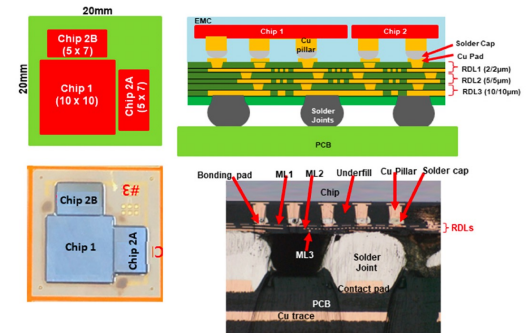 20mm
20mm
Chip 2B
(5 x 7)
Chip 1
(10 x 10)
Chip 2A
(5 x 7)
EMC
Chip 1
Chip 2
Cu
pillar
Solder Cap
Cu Pad
RDL1 (2/2μm)
RDL2 (5/5μm)
RDL3 (10/10μm)
Solder
Joints
PCB
Chip 2B
#3
Chip 1
Chip 2A
Bonding pad
ML1
ML2
Underfill
Cu Pillar
Solder cap
Chip
RDLs
ML3
Solder
Joint
Contact pad
PCB
Cu trace